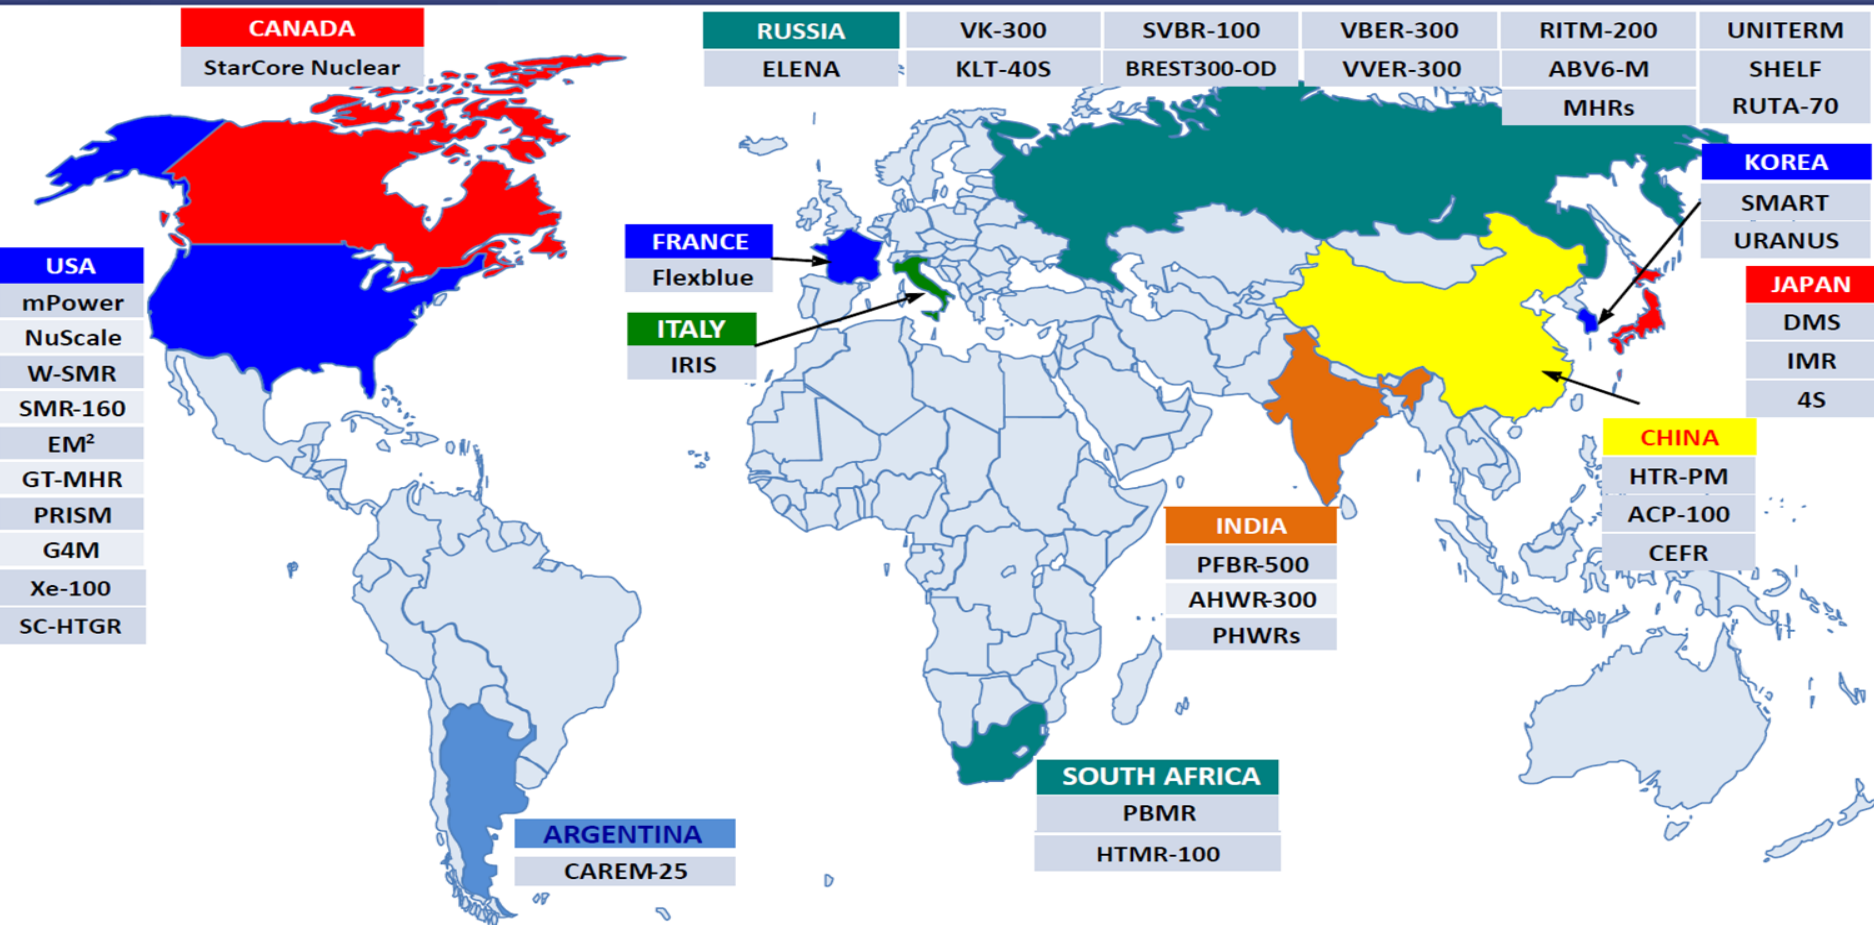 CANADA
StarCore Nuclear
RUSSIA
VK-300
SVBR-100
VBER-300
RITM-200
UNITERM
ELENA
KLT-40S
BREST300-OD
VVER-300
ABV6-M
SHELF
MHRs
RUTA-70
KOREA
SMART
URANUS
FRANCE
Flexblue
USA
mPower
NuScale
W-SMR
SMR-160
EM²
GT-MHR
PRISM
G4M
Xe-100
SC-HTGR
ITALY
IRIS
JAPAN
DMS
IMR
4S
CHINA
HTR-PM
ACP-100
CEFR
INDIA
PFBR-500
AHWR-300
PHWRs
SOUTH AFRICA
PBMR
HTMR-100
ARGENTINA
CAREM-25